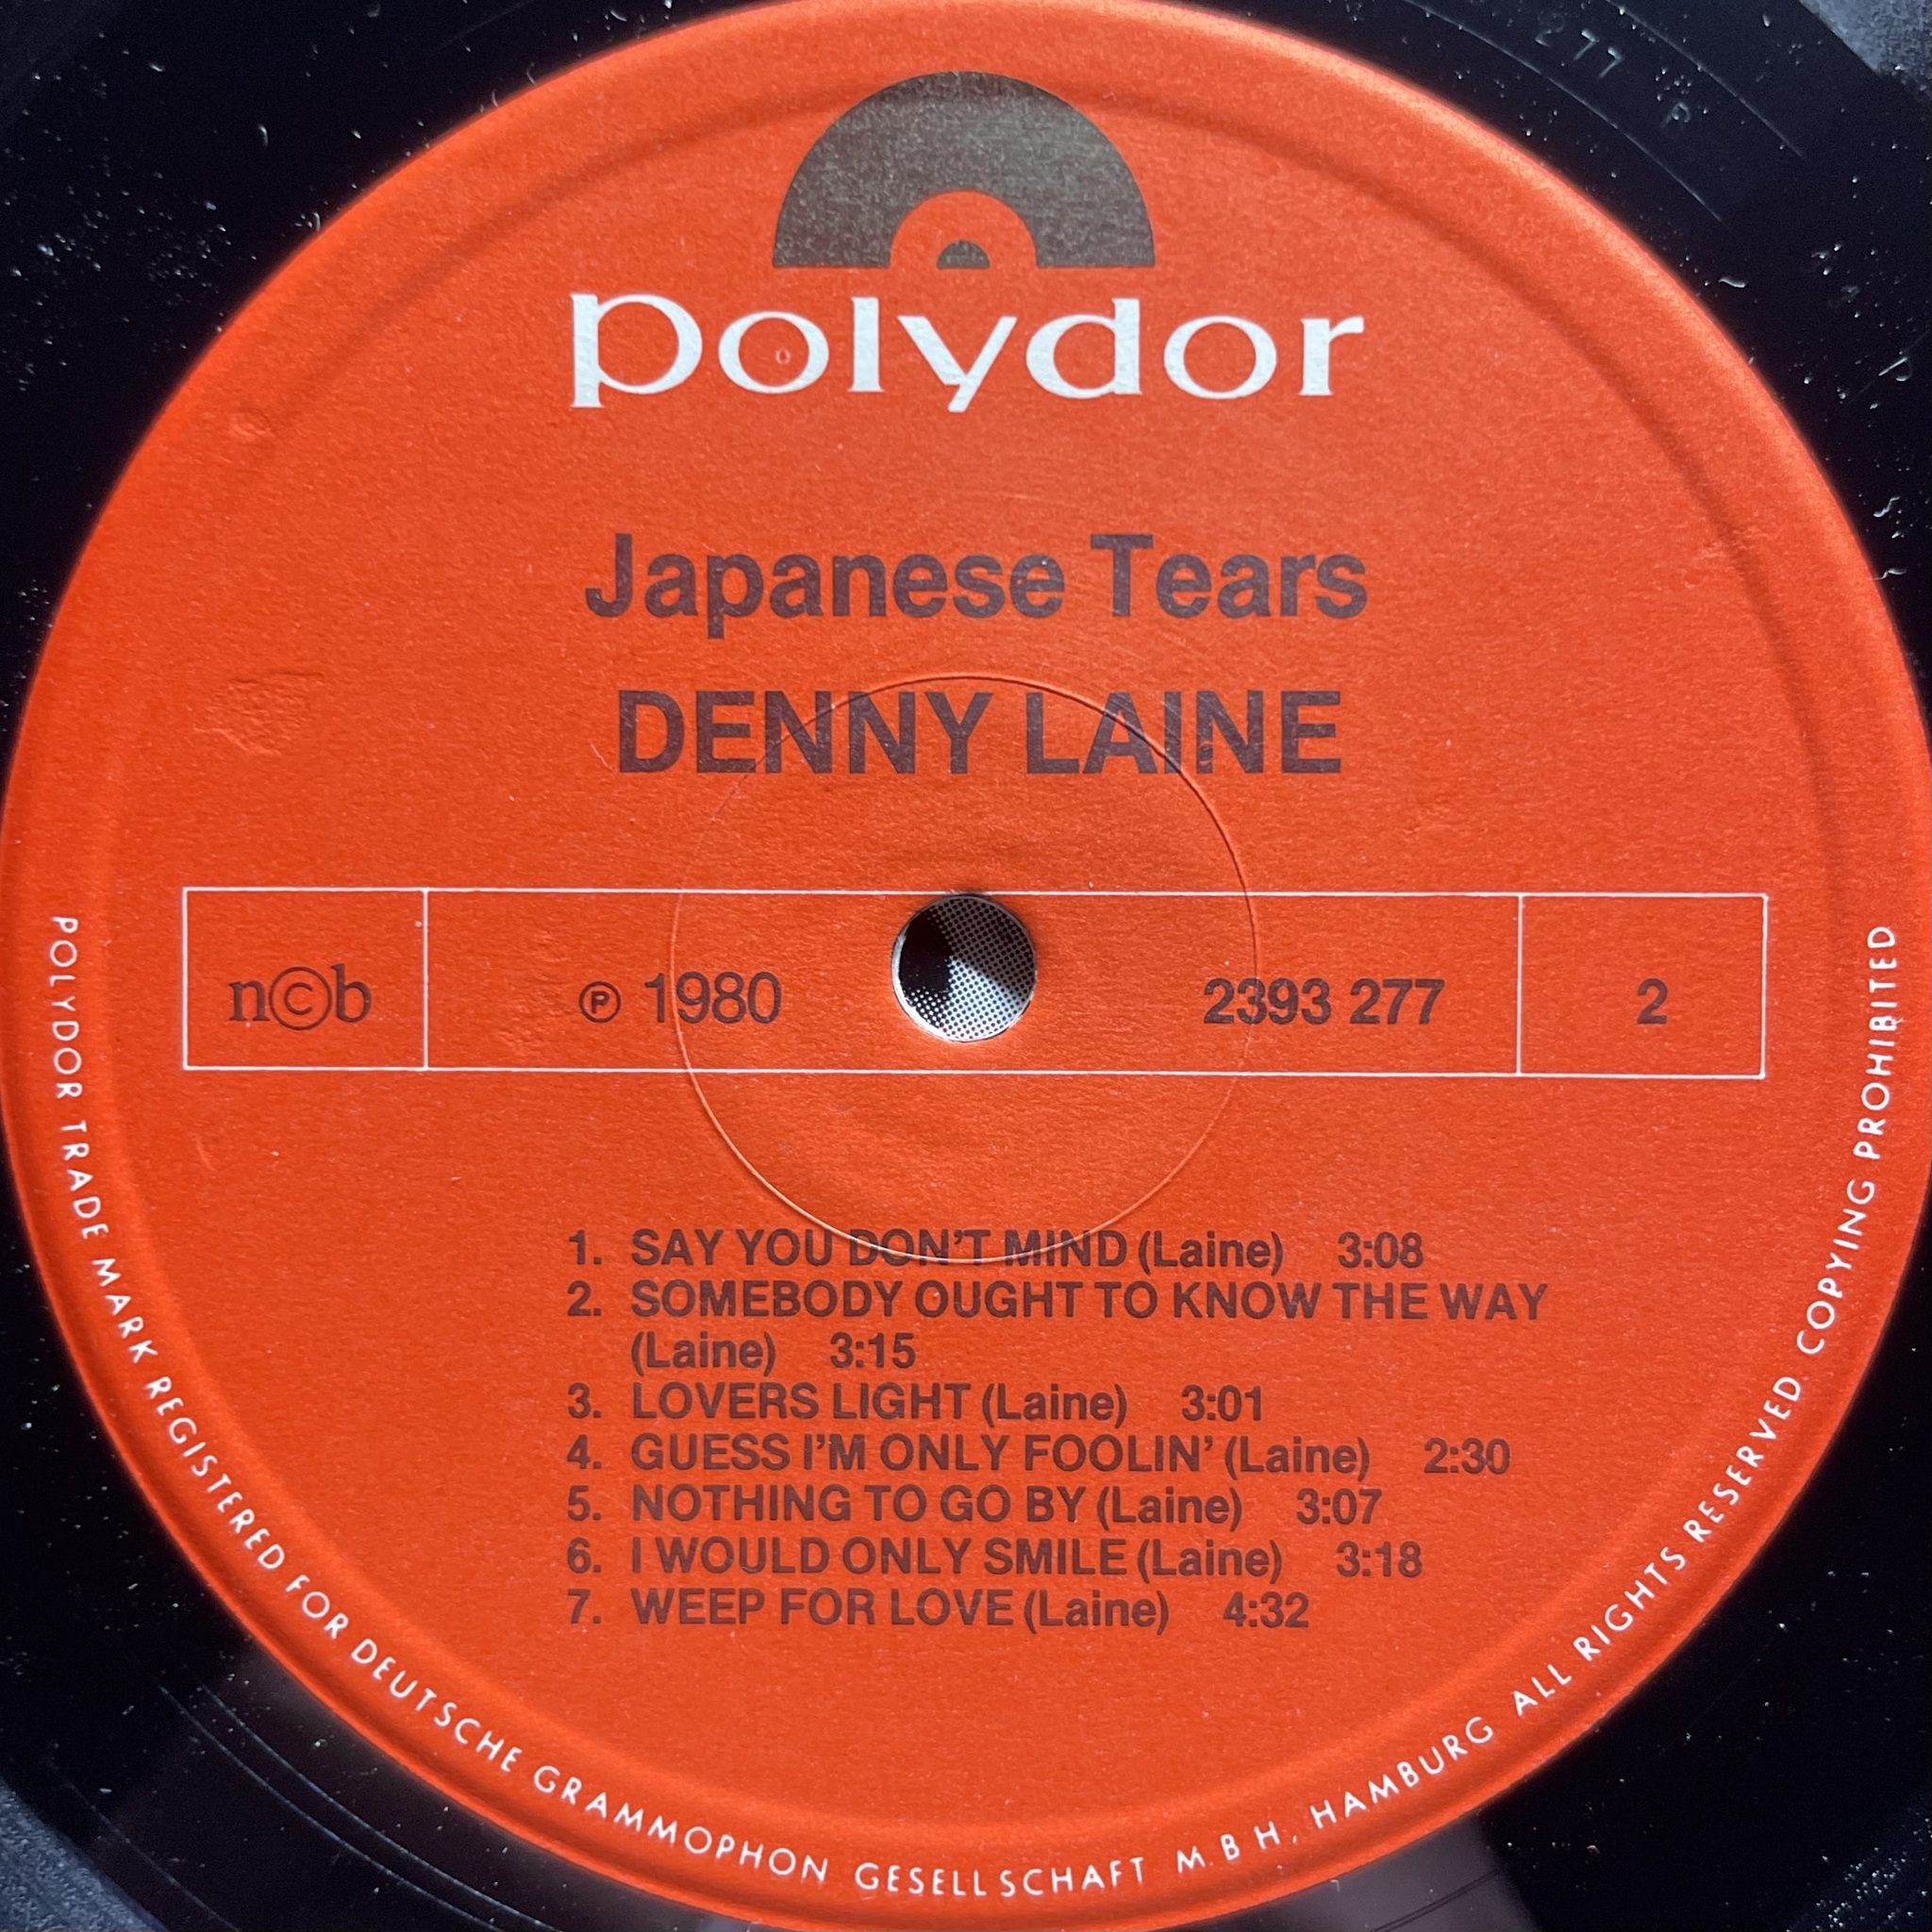 277 R
polydor
Japanese Tears
DENNY LAINE
n©b ℗ 1980 2393 277 2
1. SAY YOU DON'T MIND (Laine) 3:08
2. SOMEBODY OUGHT TO KNOW THE WAY
(Laine) 3:15
3. LOVERS LIGHT (Laine) 3:01
4. GUESS I'M ONLY FOOLIN' (Laine) 2:30
5. NOTHING TO GO BY (Laine) 3:07
6. I WOULD ONLY SMILE (Laine) 3:18
7. WEEP FOR LOVE (Laine) 4:32
POLYDOR TRADE MARK REGISTERED FOR DEUTSCHE GRAMMOPHON GESELLSCHAFT M.B H, HAMBURG ALL RIGHTS RESERVED. COPYING PROHIBITED